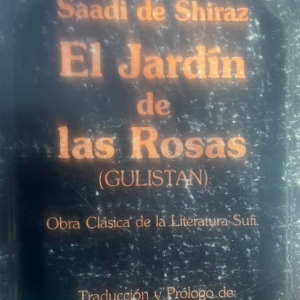 Saadi de Shiraz
El Jardín
de
las Rosas
(GULISTAN)
Obra Clásica de la Literatura Sufi.
Traducción y Prólogo de: